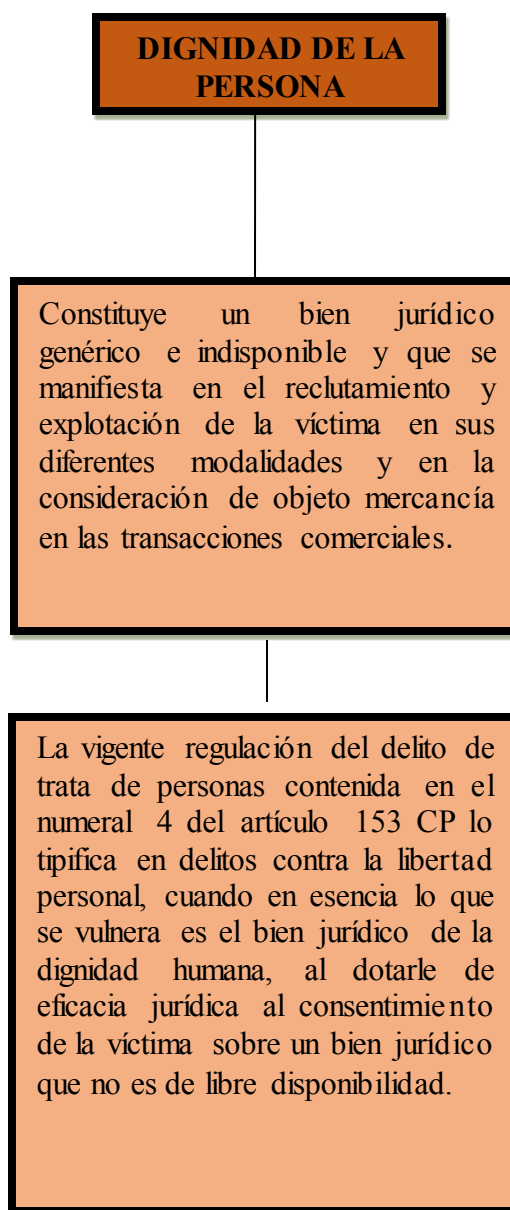 DIGNIDAD DE LA
PERSONA
Constituye un bien jurídico
genérico e indisponible y que se
manifiesta en el reclutamiento y
explotación de la víctima en sus
diferentes modalidades y en la
consideración de objeto mercancía
en las transacciones comerciales.
La vigente regulación del delito de
trata de personas contenida en el
numeral 4 del artículo 153 CP lo
tipifica en delitos contra la libertad
personal, cuando en esencia lo que
se vulnera es el bien jurídico de la
dignidad humana, al dotarle de
eficacia jurídica al consentimiento
de la víctima sobre un bien jurídico
que no es de libre disponibilidad.